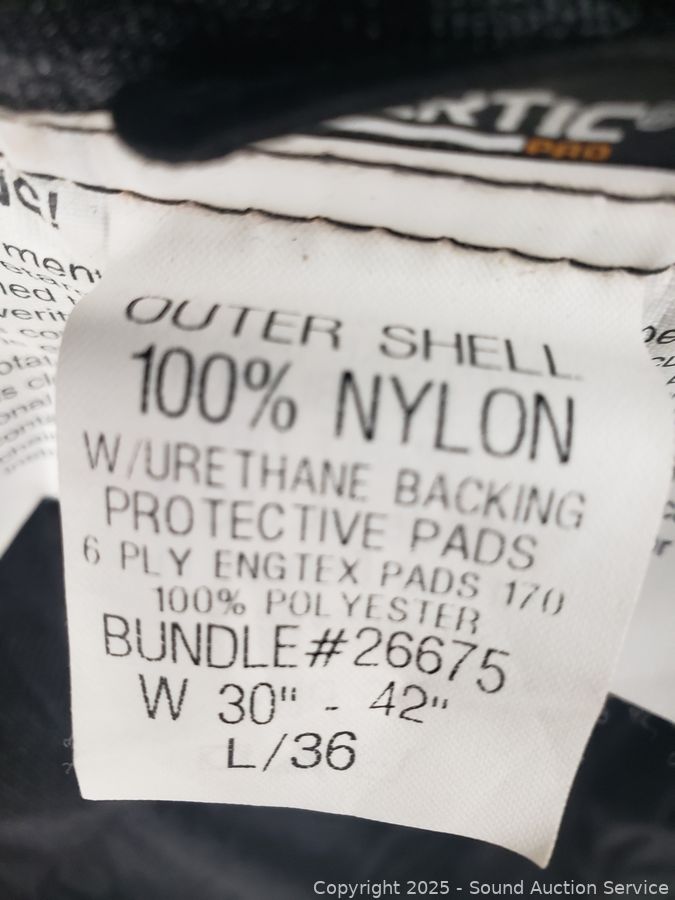 PRO
OUTER SHELL
100% NYLON
W/URETHANE BACKING
PROTECTIVE PADS
6 PLY ENGTEX PADS 170
100% POLYESTER
BUNDLE#26675
W 30" - 42"
L/36
Copyright 2025 - Sound Auction Service